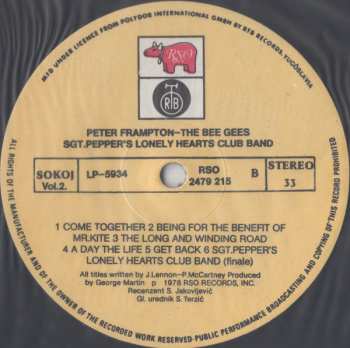 MFD UNDER LICENCE FROM POLYDOR INTERNATIONAL GMBH BY RTB RECORDS, YUGOSLAVIA
RSO
RTB
PETER FRAMPTON-THE BEE GEES
SGT.PEPPER'S LONELY HEARTS CLUB BAND
SOKOJ
Vol.2.
LP-5934
RSO
2479 215
B
STEREO
33
1 COME TOGETHER 2 BEING FOR THE BENEFIT OF
MR.KITE 3 THE LONG AND WINDING ROAD
4 A DAY THE LIFE 5 GET BACK 6 SGT.PEPPER'S
LONELY HEARTS CLUB BAND (finale)
All titles written by J.Lennon-P.McCartney Produced
by George Martin p 1978 RSO RECORDS, INC.
Recenzent S. Jakovljević
Gl. urednik S. Terzić
ALL RIGHTS OF THE MANUFACTURER AND OF THE OWNER OF THE RECORDED WORK RESERVED-PUBLIC PERFORMANCE BROADCASTING AND COPYING OF THIS RECORD PROHIBITED